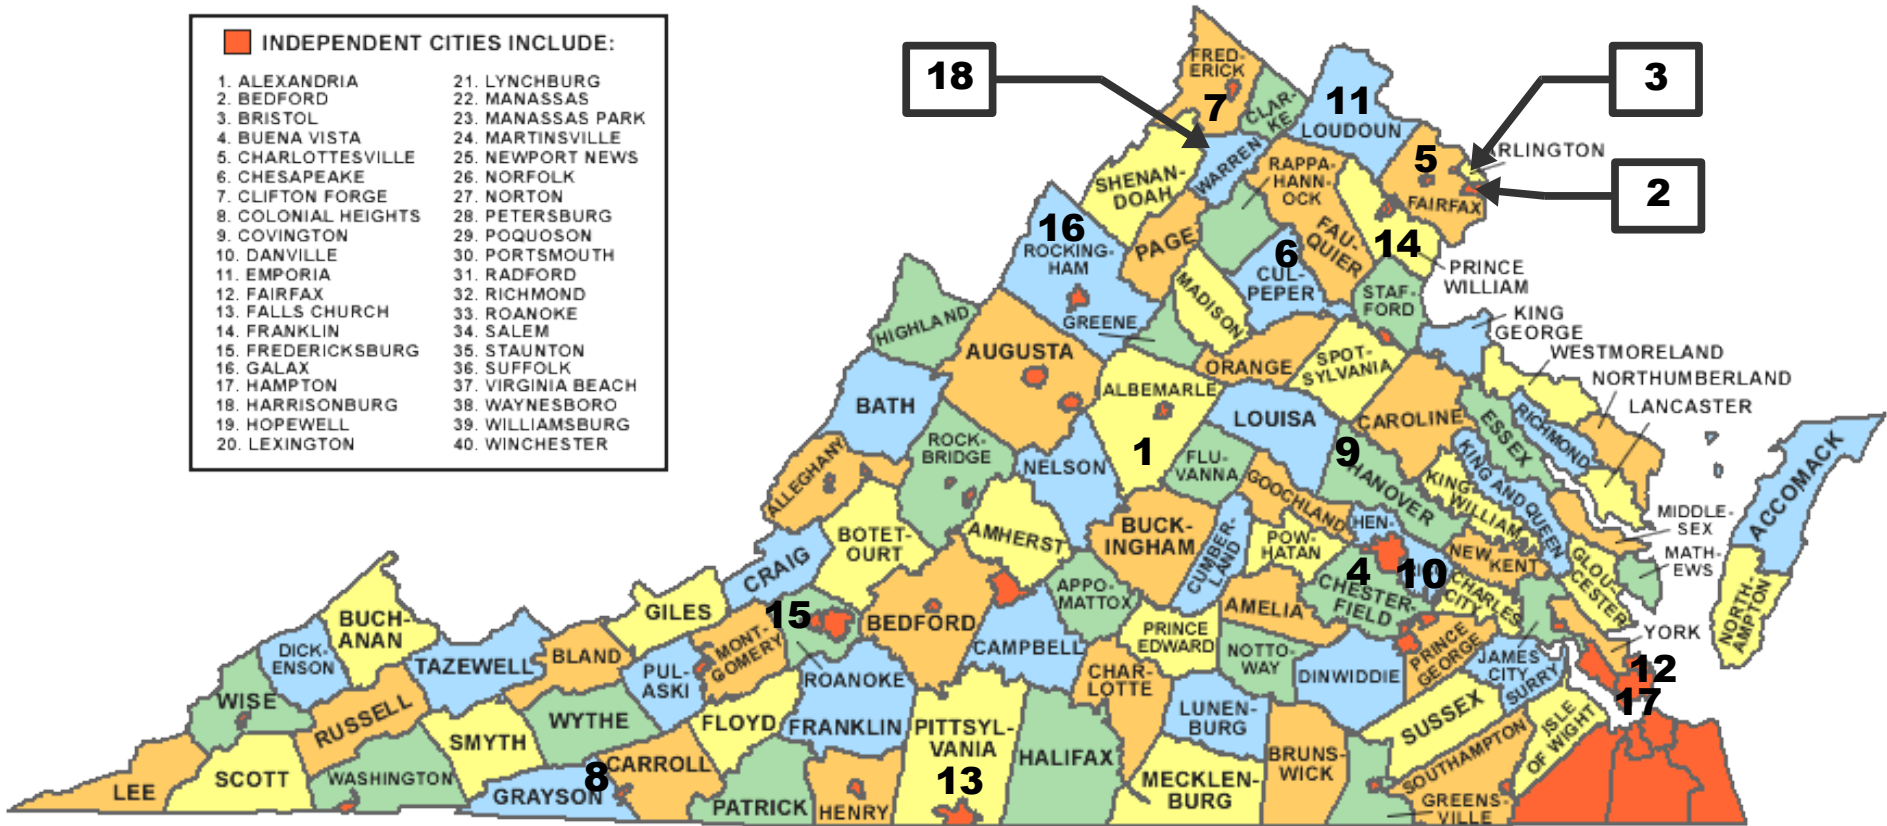 INDEPENDENT CITIES INCLUDE:
1. ALEXANDRIA
2. BEDFORD
3. BRISTOL
4. BUENA VISTA
5. CHARLOTTESVILLE
6. CHESAPEAKE
7. CLIFTON FORGE
8. COLONIAL HEIGHTS
9. COVINGTON
10. DANVILLE
11. EMPORIA
12. FAIRFAX
13. FALLS CHURCH
14. FRANKLIN
15. FREDERICKSBURG
16. GALAX
17. HAMPTON
18. HARRISONBURG
19. HOPEWELL
20. LEXINGTON
21. LYNCHBURG
22. MANASSAS
23. MANASSAS PARK
24. MARTINSVILLE
25. NEWPORT NEWS
26. NORFOLK
27. NORTON
28. PETERSBURG
29. POQUOSON
30. PORTSMOUTH
31. RADFORD
32. RICHMOND
33. ROANOKE
34. SALEM
35. STAUNTON
36. SUFFOLK
37. VIRGINIA BEACH
38. WAYNESBORO
39. WILLIAMSBURG
40. WINCHESTER
18
3
2
FRED-
ERICK
7
CLAR-
KE
11
LOUDOUN
5
FAIRFAX
RLINGTON
WARREN
SHENAN-
DOAH
RAPPA-
HANN-
OCK
FAU-
QUIER
14
PRINCE
WILLIAM
16
ROCKING-
HAM
PAGE
6
CUL-
PEPER
MADISON
STAF-
FORD
KING
GEORGE
WESTMORELAND
NORTHUMBERLAND
LANCASTER
HIGHLAND
GREENE
AUGUSTA
ORANGE
SPOT-
SYLVANIA
CAROLINE
ESSEX
RICHMOND
BATH
ALBEMARLE
1
LOUISA
9
HANOVER
KING AND QUEEN
KING
WILLIAM
ACCOMACK
ROCK-
BRIDGE
NELSON
FLU-
VANNA
GOOCHLAND
ALLEGHANY
MIDDLE-
SEX
MATH-
EWS
BOTET-
OURT
AMHERST
BUCK-
INGHAM
CUMBER-
LAND
POW-
HATAN
HEN-
RICO
10
4
CHESTER-
FIELD
NEW
KENT
CHARLES
CITY
GLOU-
CESTER
NORTH-
AMPTON
CRAIG
APPO-
MATTOX
AMELIA
GILES
15
BEDFORD
BUCH-
ANAN
DICK-
ENSON
TAZEWELL
BLAND
PUL-
ASKI
MONT-
GOMERY
ROANOKE
CAMPBELL
PRINCE
EDWARD
NOTTO-
WAY
DINWIDDIE
PRINCE
GEORGE
JAMES
CITY
SURRY
YORK
12
17
WISE
RUSSELL
WYTHE
FLOYD
FRANKLIN
PITTSYL-
VANIA
13
CHAR-
LOTTE
LUNEN-
BURG
SUSSEX
ISLE
OF WIGHT
SMYTH
8
CARROLL
HALIFAX
BRUNS-
WICK
SOUTHAMPTON
LEE
SCOTT
WASHINGTON
GRAYSON
PATRICK
HENRY
MECKLEN-
BURG
GREENS-
VILLE